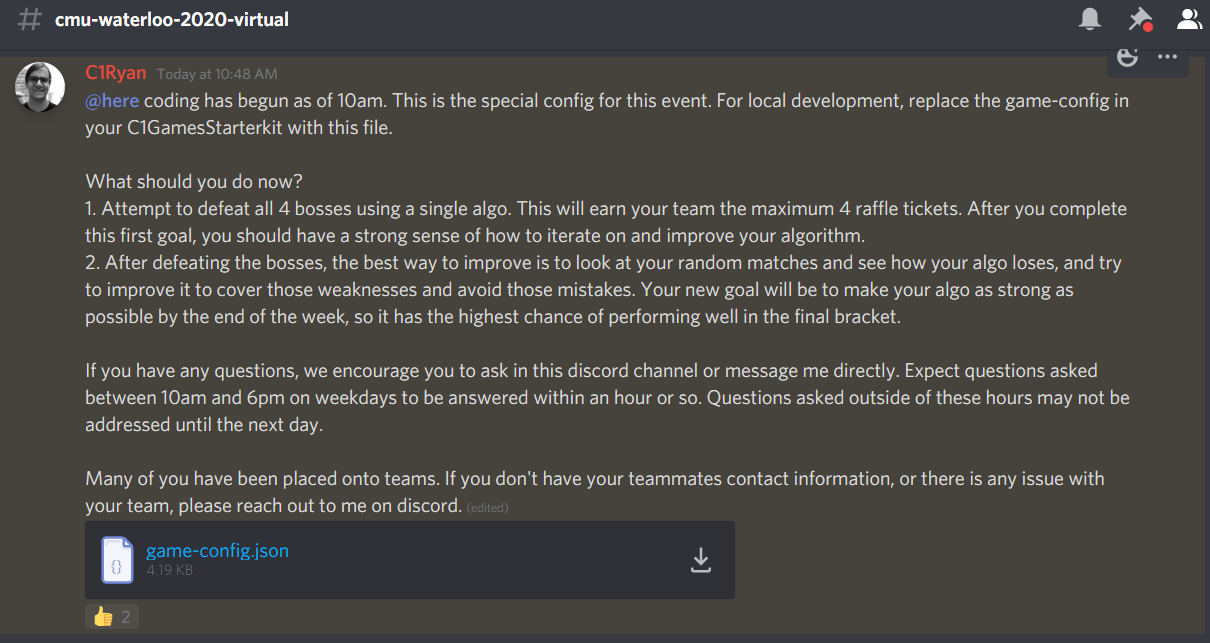 # cmu-waterloo-2020-virtual
C1Ryan Today at 10:48 AM
@here coding has begun as of 10am. This is the special config for this event. For local development, replace the game-config in
your C1GamesStarterkit with this file.
What should you do now?
1. Attempt to defeat all 4 bosses using a single algo. This will earn your team the maximum 4 raffle tickets. After you complete
this first goal, you should have a strong sense of how to iterate on and improve your algorithm.
2. After defeating the bosses, the best way to improve is to look at your random matches and see how your algo loses, and try
to improve it to cover those weaknesses and avoid those mistakes. Your new goal will be to make your algo as strong as
possible by the end of the week, so it has the highest chance of performing well in the final bracket.
If you have any questions, we encourage you to ask in this discord channel or message me directly. Expect questions asked
between 10am and 6pm on weekdays to be answered within an hour or so. Questions asked outside of these hours may not be
addressed until the next day.
Many of you have been placed onto teams. If you don't have your teammates contact information, or there is any issue with
your team, please reach out to me on discord. (edited)
{} game-config.json
4.19 KB
👍 2